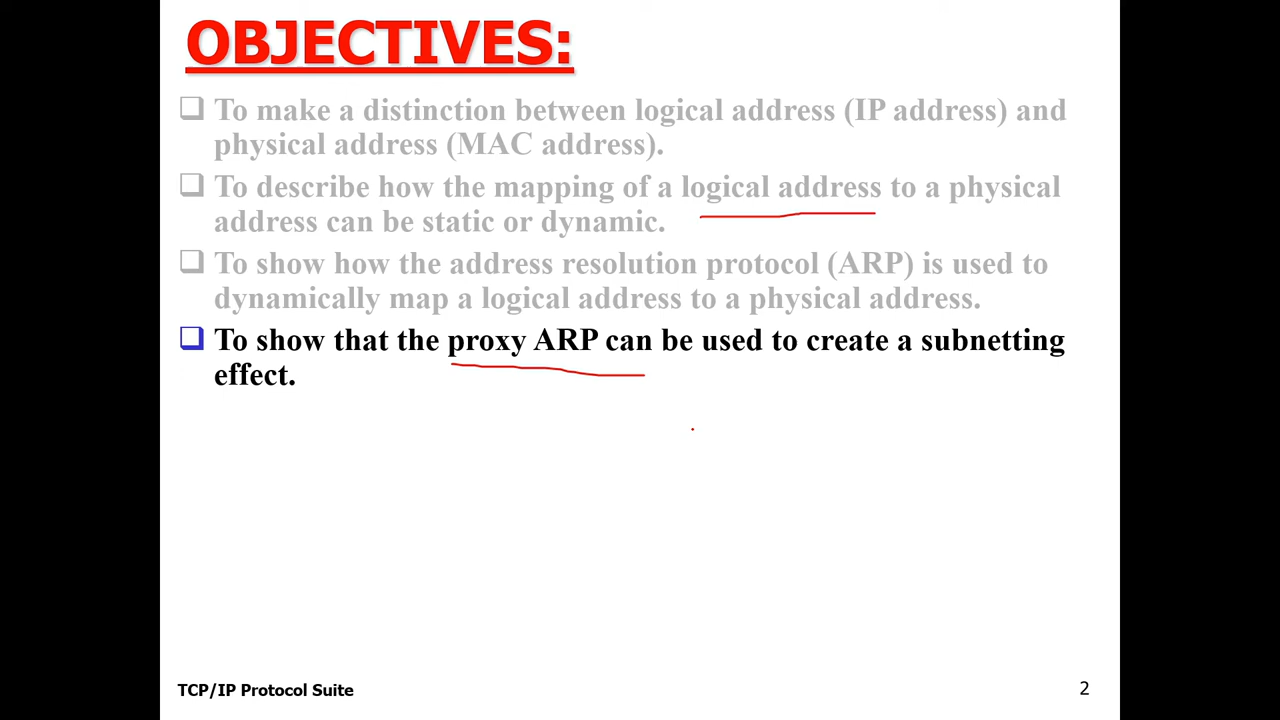 OBJECTIVES:
❑ To make a distinction between logical address (IP address) and
physical address (MAC address).
❑ To describe how the mapping of a logical address to a physical
address can be static or dynamic.
❑ To show how the address resolution protocol (ARP) is used to
dynamically map a logical address to a physical address.
❑ To show that the proxy ARP can be used to create a subnetting
effect.
TCP/IP Protocol Suite
2